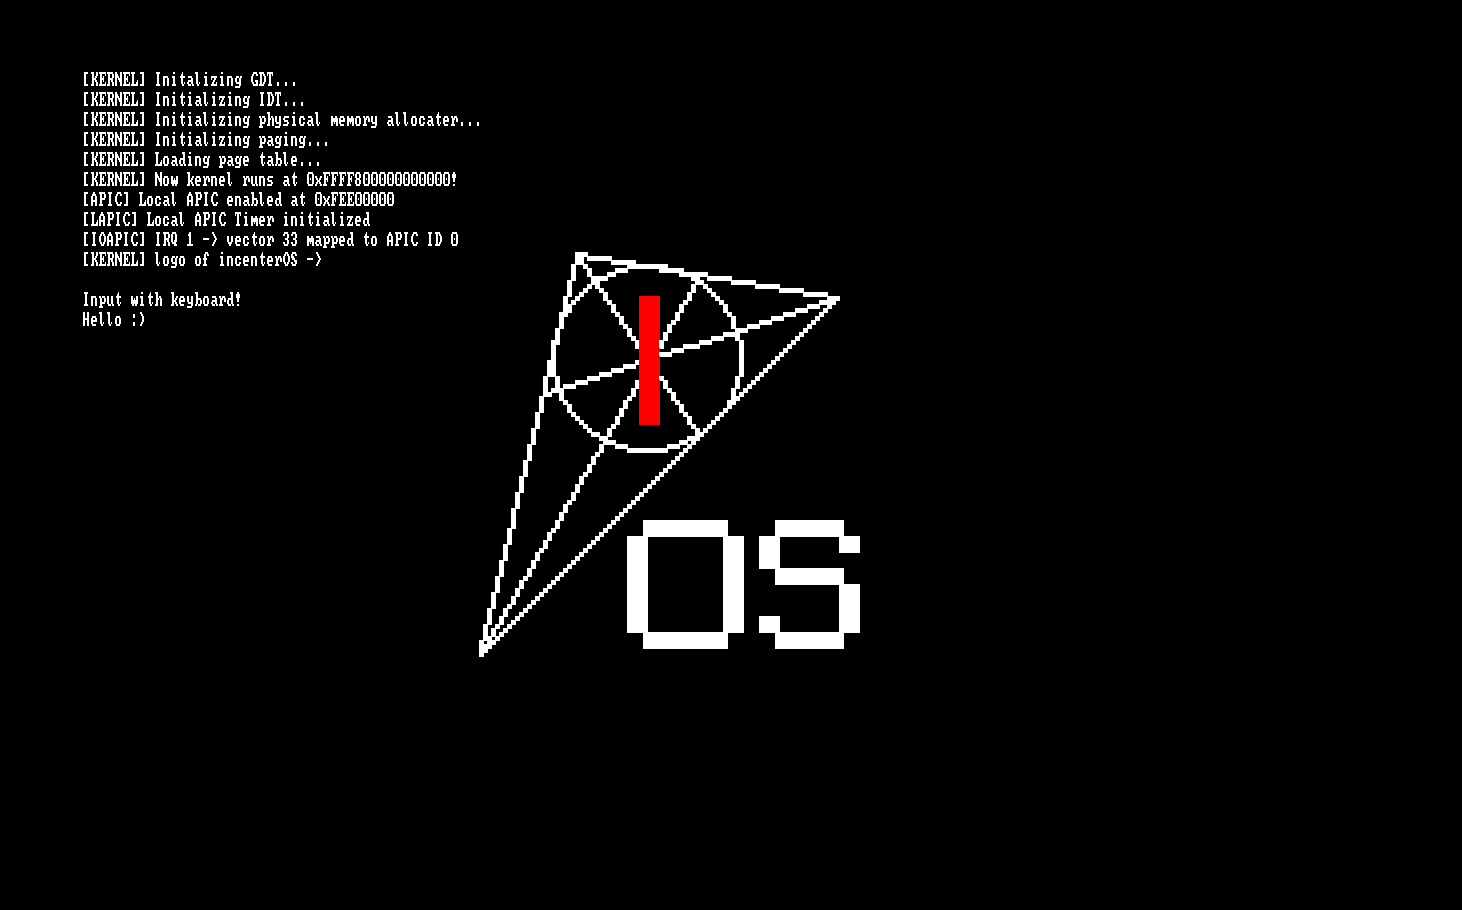 [KERNEL] Initalizing GDT...
[KERNEL] Initializing IDT...
[KERNEL] Initializing physical memory allocater...
[KERNEL] Initializing paging...
[KERNEL] Loading page table...
[KERNEL] Now kernel runs at 0xFFFF800000000000!
[APIC] Local APIC enabled at 0xFEE00000
[LAPIC] Local APIC Timer initialized
[IOAPIC] IRQ 1 -> vector 33 mapped to APIC ID 0
[KERNEL] logo of incenterOS ->
Input with keyboard!
Hello :)
I
OS